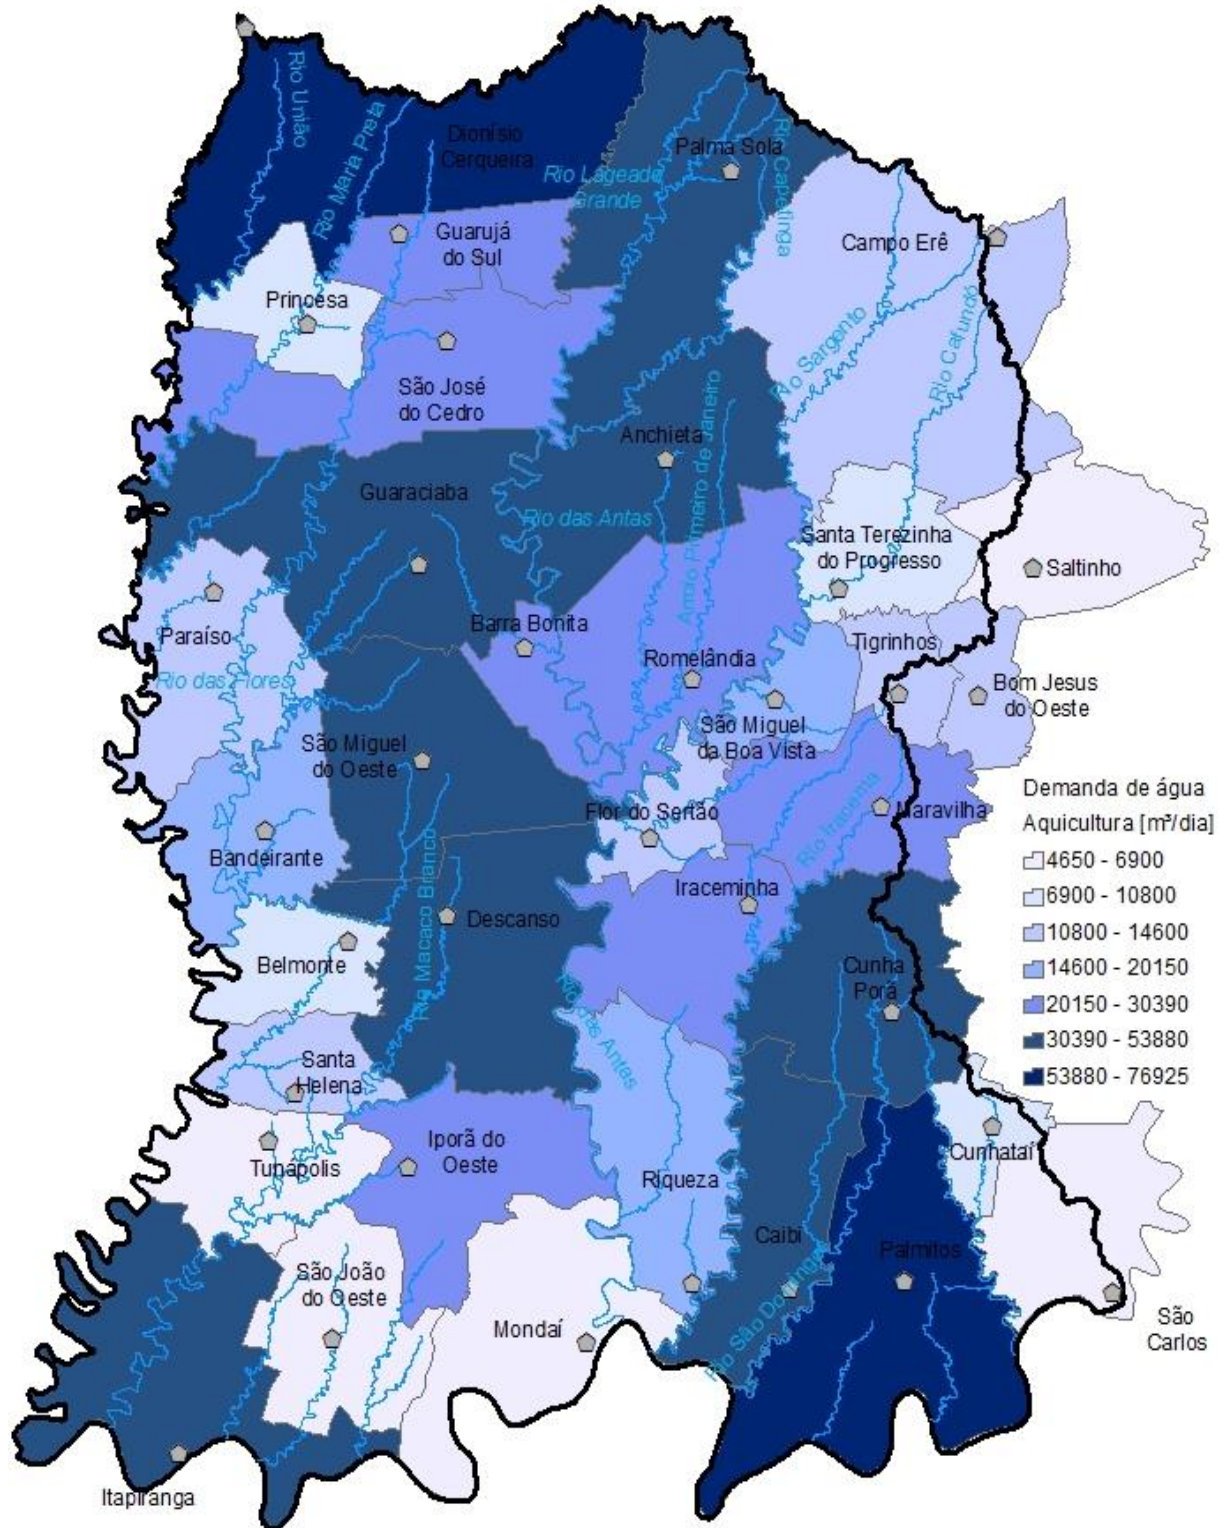 Rio União
Rio Maria Preta
Dionísio
Cerqueira
Palma Sola
Rio Capetinga
Rio Lageado
Grande
Guarujá
do Sul
Campo Erê
Princesa
Rio Sargento
Rio Cafundó
São José
do Cedro
Anchieta
Arroio Primeiro de Janeiro
Guaraciaba
Rio das Antas
Santa Terezinha
do Progresso
Saltinho
Paraíso
Barra Bonita
Tigrinhos
Romelândia
Rio das Flores
Bom Jesus
do Oeste
São Miguel
do Oeste
São Miguel
da Boa Vista
Flor do Sertão
Rio Iracema
Maravilha
Bandeirante
Rio Macaco Branco
Iraceminha
Descanso
Belmonte
Cunha
Porã
Rio das Antas
Santa
Helena
Tunápolis
Iporã do
Oeste
Riqueza
Cunhataí
Caibi
Palmitos
São João
do Oeste
Rio São Domingos
Mondaí
São
Carlos
Itapiranga
Demanda de água
Aquicultura [m³/dia]
4650 - 6900
6900 - 10800
10800 - 14600
14600 - 20150
20150 - 30390
30390 - 53880
53880 - 76925